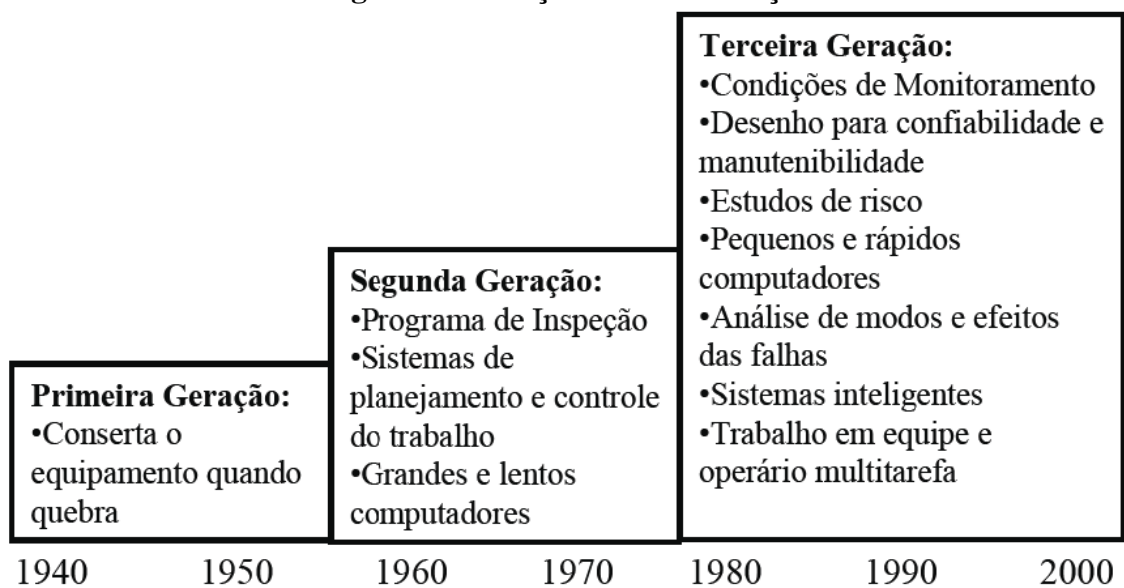 Primeira Geração:
•Conserta o
equipamento quando
quebra
Segunda Geração:
•Programa de Inspeção
•Sistemas de
planejamento e controle
do trabalho
•Grandes e lentos
computadores
Terceira Geração:
•Condições de Monitoramento
•Desenho para confiabilidade e
manutenibilidade
•Estudos de risco
•Pequenos e rápidos
computadores
•Análise de modos e efeitos
das falhas
•Sistemas inteligentes
•Trabalho em equipe e
operário multitarefa
1940 1950 1960 1970 1980 1990 2000